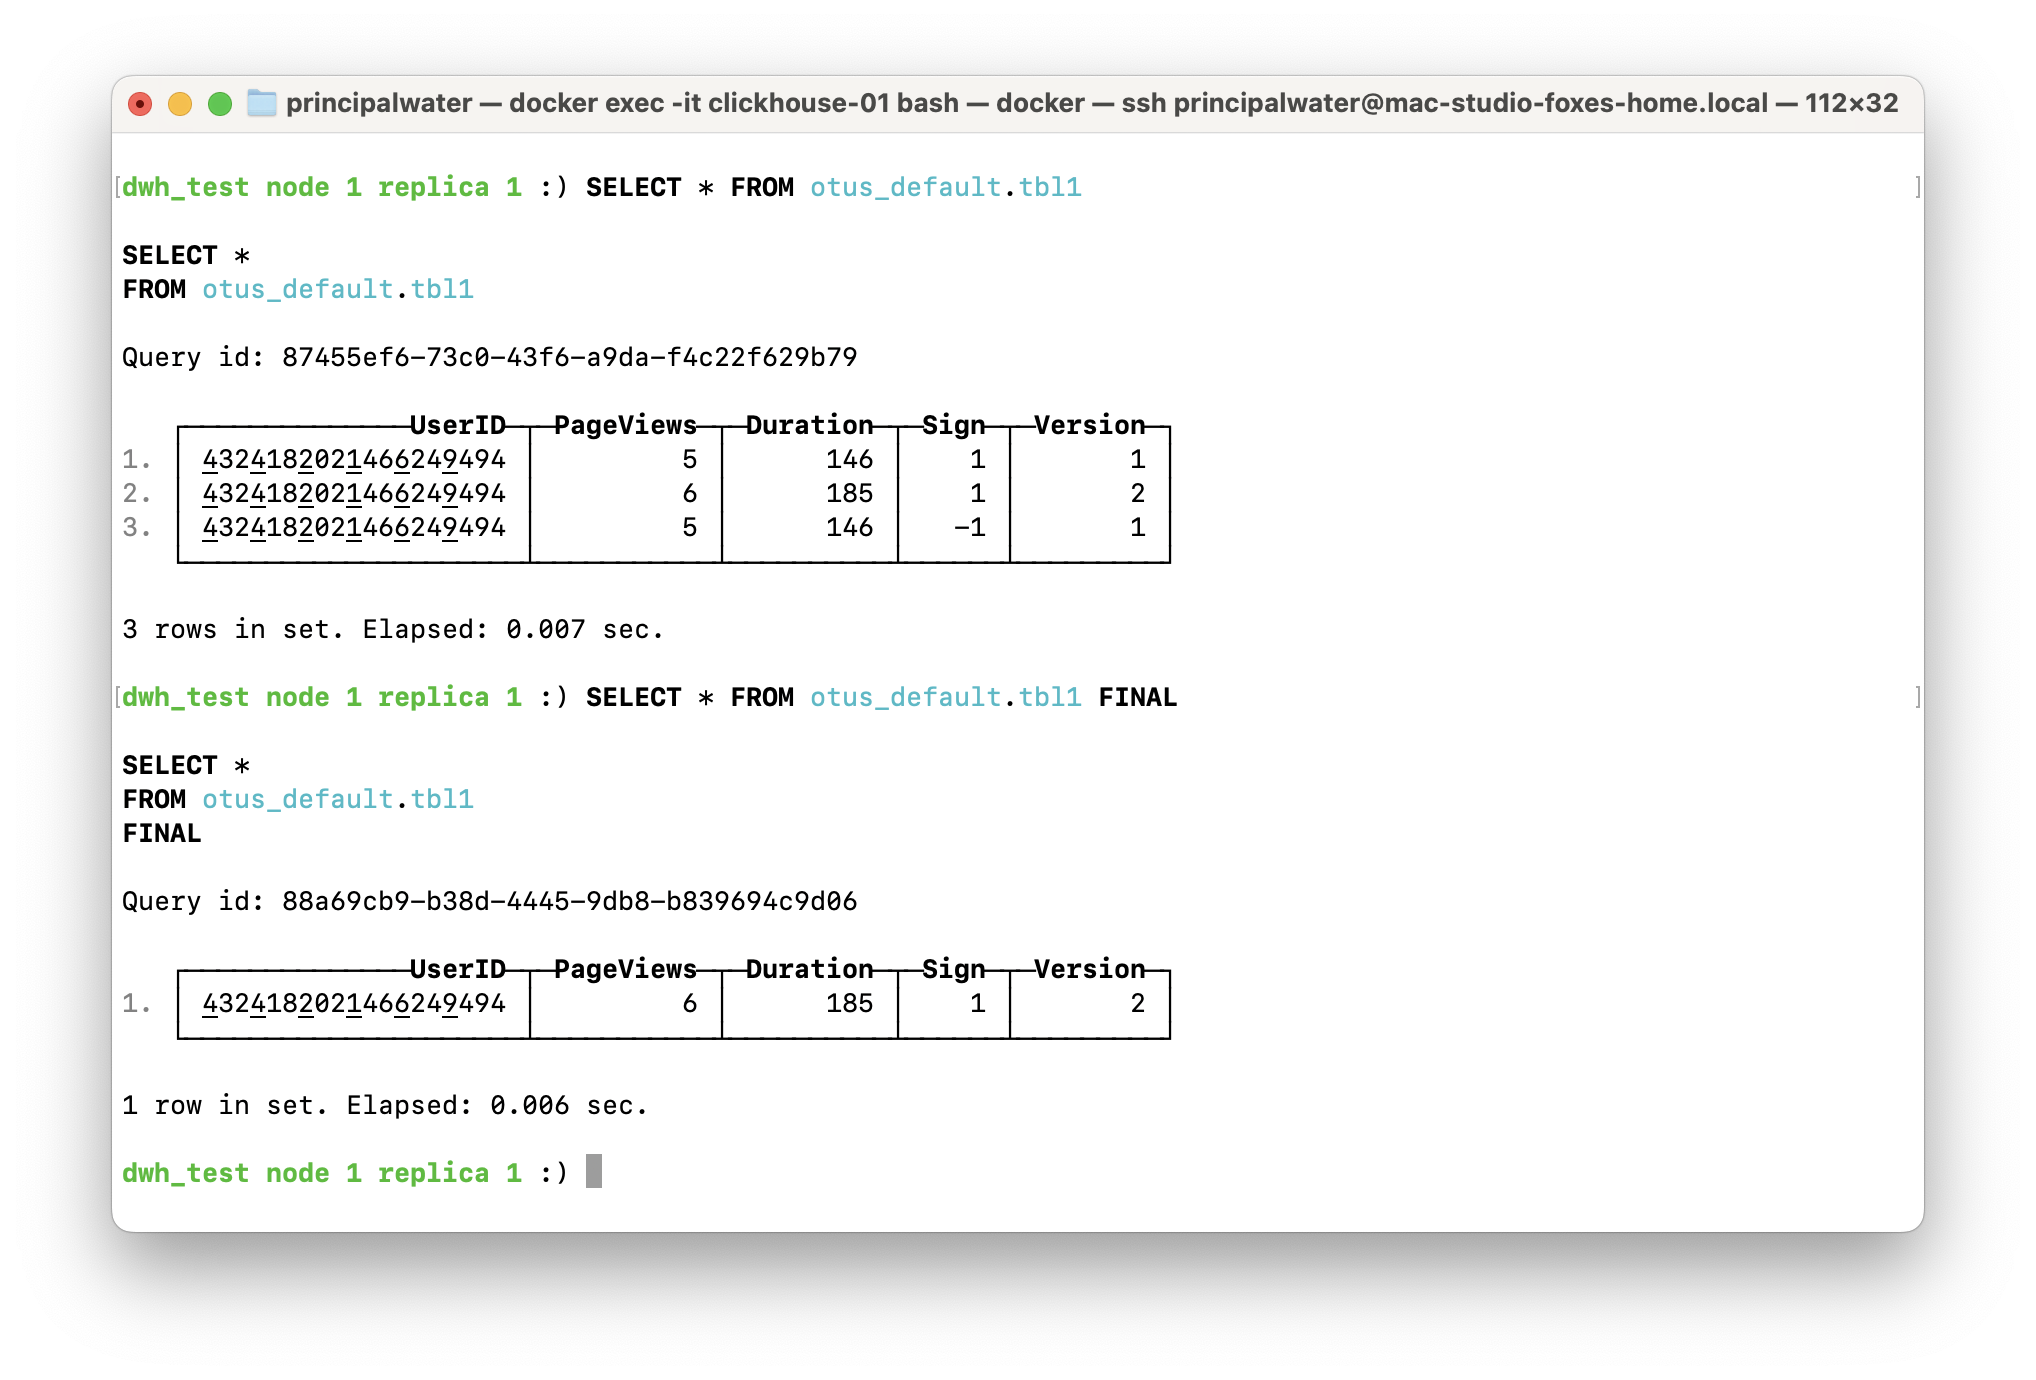 principalwater — docker exec -it clickhouse-01 bash — docker — ssh principalwater@mac-studio-foxes-home.local — 112×32
[dwh_test node 1 replica 1 :) SELECT * FROM otus_default.tbl1 ]
SELECT *
FROM otus_default.tbl1
Query id: 87455ef6-73c0-43f6-a9da-f4c22f629b79
UserID PageViews Duration Sign Version
1. 4324182021466249494 5 146 1 1
2. 4324182021466249494 6 185 1 2
3. 4324182021466249494 5 146 -1 1
3 rows in set. Elapsed: 0.007 sec.
[dwh_test node 1 replica 1 :) SELECT * FROM otus_default.tbl1 FINAL ]
SELECT *
FROM otus_default.tbl1
FINAL
Query id: 88a69cb9-b38d-4445-9db8-b839694c9d06
UserID PageViews Duration Sign Version
1. 4324182021466249494 6 185 1 2
1 row in set. Elapsed: 0.006 sec.
dwh_test node 1 replica 1 :)